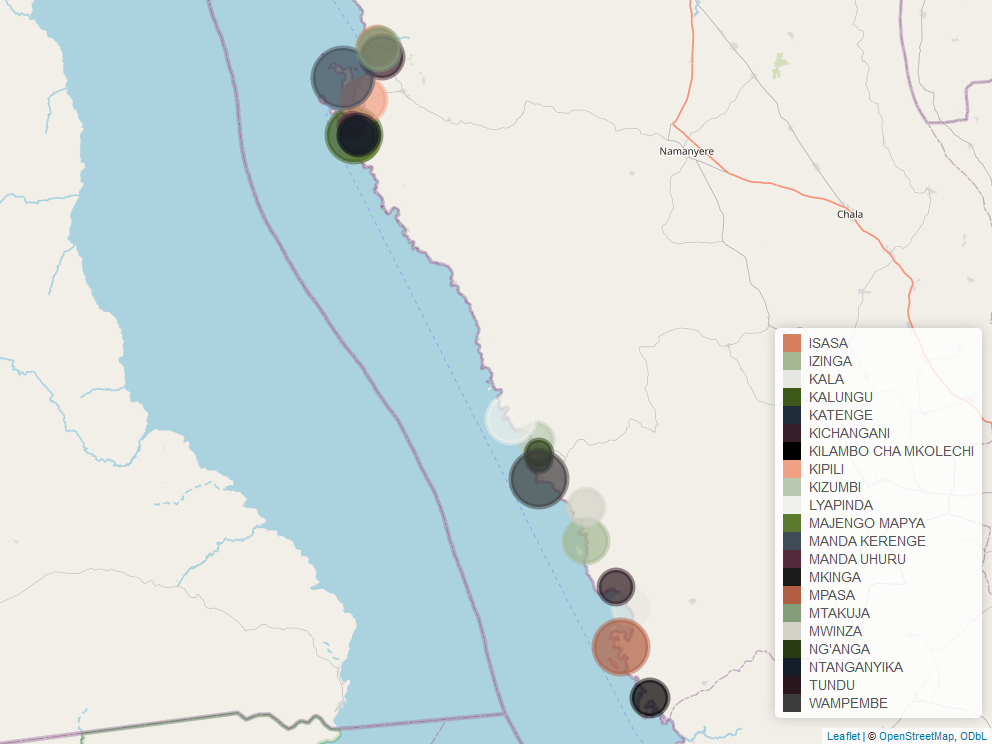 Namanyere
Chala
ISASA
IZINGA
KALA
KALUNGU
KATENGE
KICHANGANI
KILAMBO CHA MKOLECHI
KIPILI
KIZUMBI
LYAPINDA
MAJENGO MAPYA
MANDA KERENGE
MANDA UHURU
MKINGA
MPASA
MTAKUJA
MWINZA
NG'ANGA
NTANGANYIKA
TUNDU
WAMPEMBE
Leaflet | © OpenStreetMap, ODbL